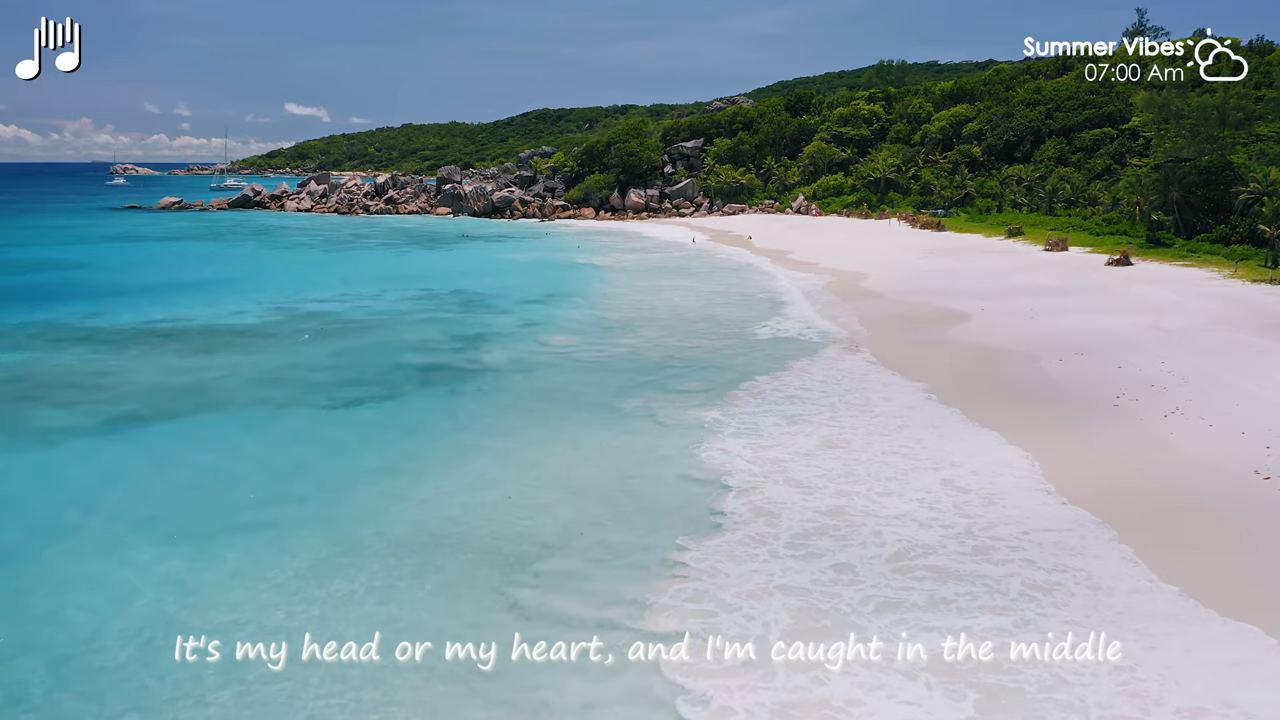 Summer Vibes
07:00 Am
It's my head or my heart, and I'm caught in the middle